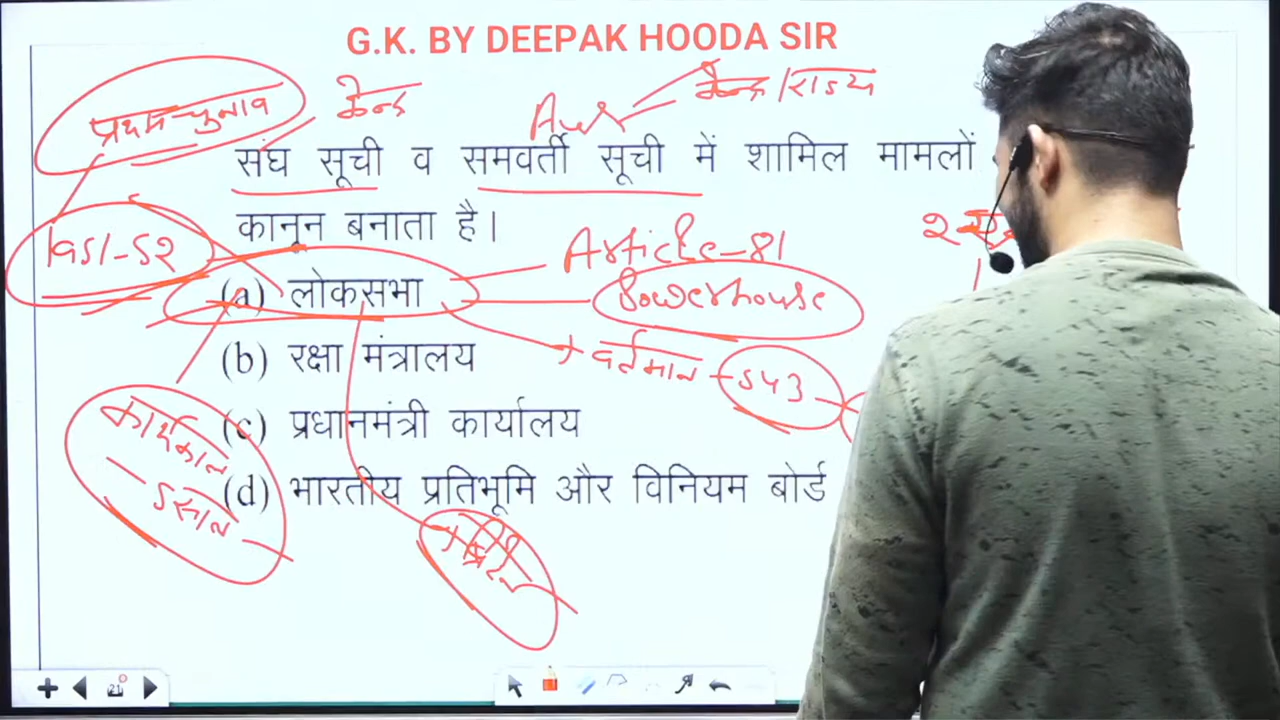 G.K. BY DEEPAK HOODA SIR
प्रथम चुनाव
केन्द्र
केन्द्र/राज्य
संघ सूची व समवर्ती सूची में शामिल मामलों
कानून बनाता है।
1951-52
Article-81
(a) लोकसभा
Powerhouse
(b) रक्षा मंत्रालय
वर्तमान - 543
(c) प्रधानमंत्री कार्यालय
कार्यकाल
- 5 साल
(d) भारतीय प्रतिभूमि और विनियम बोर्ड
21